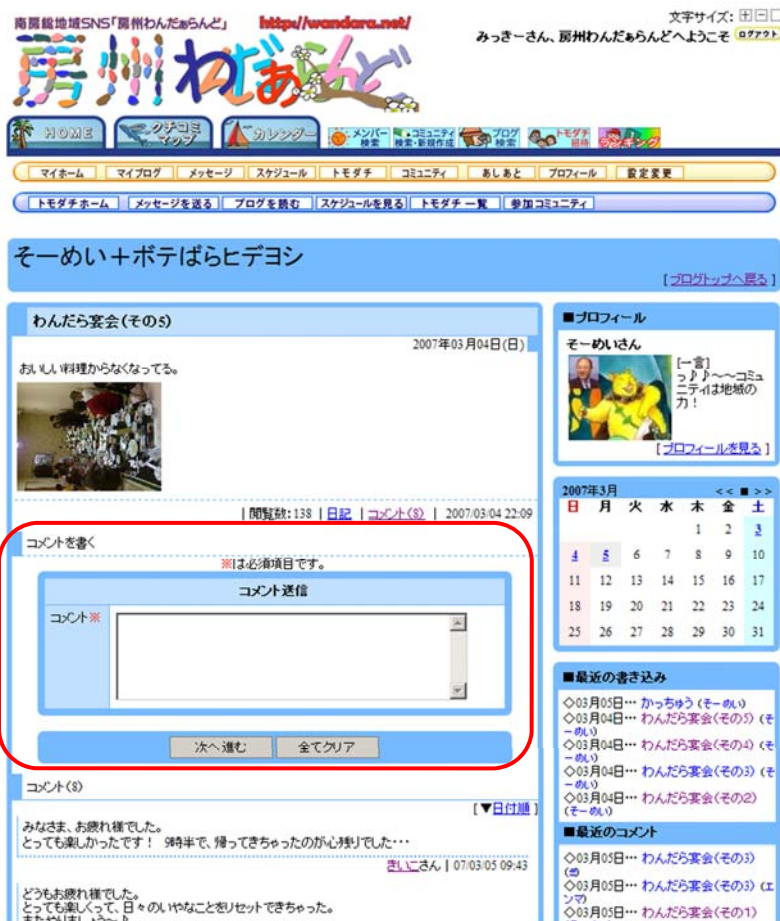 南房総地域SNS「房州わんだぁらんど」 http://wandara.net/
文字サイズ:
みっきーさん、房州わんだぁらんどへようこそ ログアウト
房州わんだぁらんど
HOME クチコミマップ カレンダー メンバー検索 コミュニティ検索・新規作成 ブログ検索 トモダチ招待 ランキング
マイホーム マイブログ メッセージ スケジュール トモダチ コミュニティ あしあと プロフィール 設定変更
トモダチホーム メッセージを送る ブログを読む スケジュールを見る トモダチ一覧 参加コミュニティ
そーめい＋ボテばらヒデヨシ
[ブログトップへ戻る]
わんだら宴会(その5)
2007年03月04日(日)
おいしい料理からなくなってる。
| 閲覧数:138 | 日記 | コメント(8) | 2007/03/04 22:09
コメントを書く
※は必須項目です。
コメント送信
コメント※
次へ進む 全てクリア
コメント(8)
[▼日付順]
みなさま、お疲れ様でした。
とっても楽しかったです！ 9時半で、帰ってきちゃったのが心残りでした・・・
きいこさん | 07/03/05 09:43
どうもお疲れ様でした。
とっても楽しくって、日々のいやなことをリセットできちゃった。
またやりましょう～♪
■プロフィール
そーめいさん
[一言]
っ♪♪～～コミュ
ニティは地域の
力！
[プロフィールを見る]
2007年3月 << ■ >>
日 月 火 水 木 金 土
1 2 3
4 5 6 7 8 9 10
11 12 13 14 15 16 17
18 19 20 21 22 23 24
25 26 27 28 29 30 31
■最近の書き込み
◇03月05日… かっちゅう (そーめい)
◇03月04日… わんだら宴会(その5) (そ
ーめい)
◇03月04日… わんだら宴会(その4) (そ
ーめい)
◇03月04日… わんだら宴会(その3) (そ
ーめい)
◇03月04日… わんだら宴会(その2)
(そーめい)
■最近のコメント
◇03月05日… わんだら宴会(その3)
◇03月05日… わんだら宴会(その3) (エ
ンマ)
◇03月05日… わんだら宴会(その1)